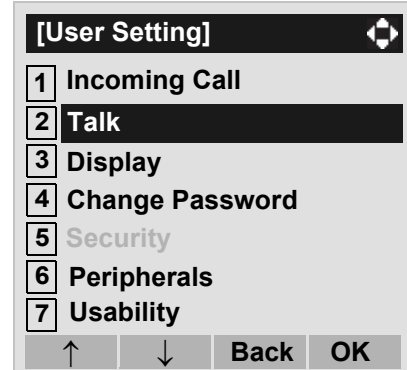 [User Setting]
1 Incoming Call
2 Talk
3 Display
4 Change Password
5 Security
6 Peripherals
7 Usability
↑ ↓ Back OK